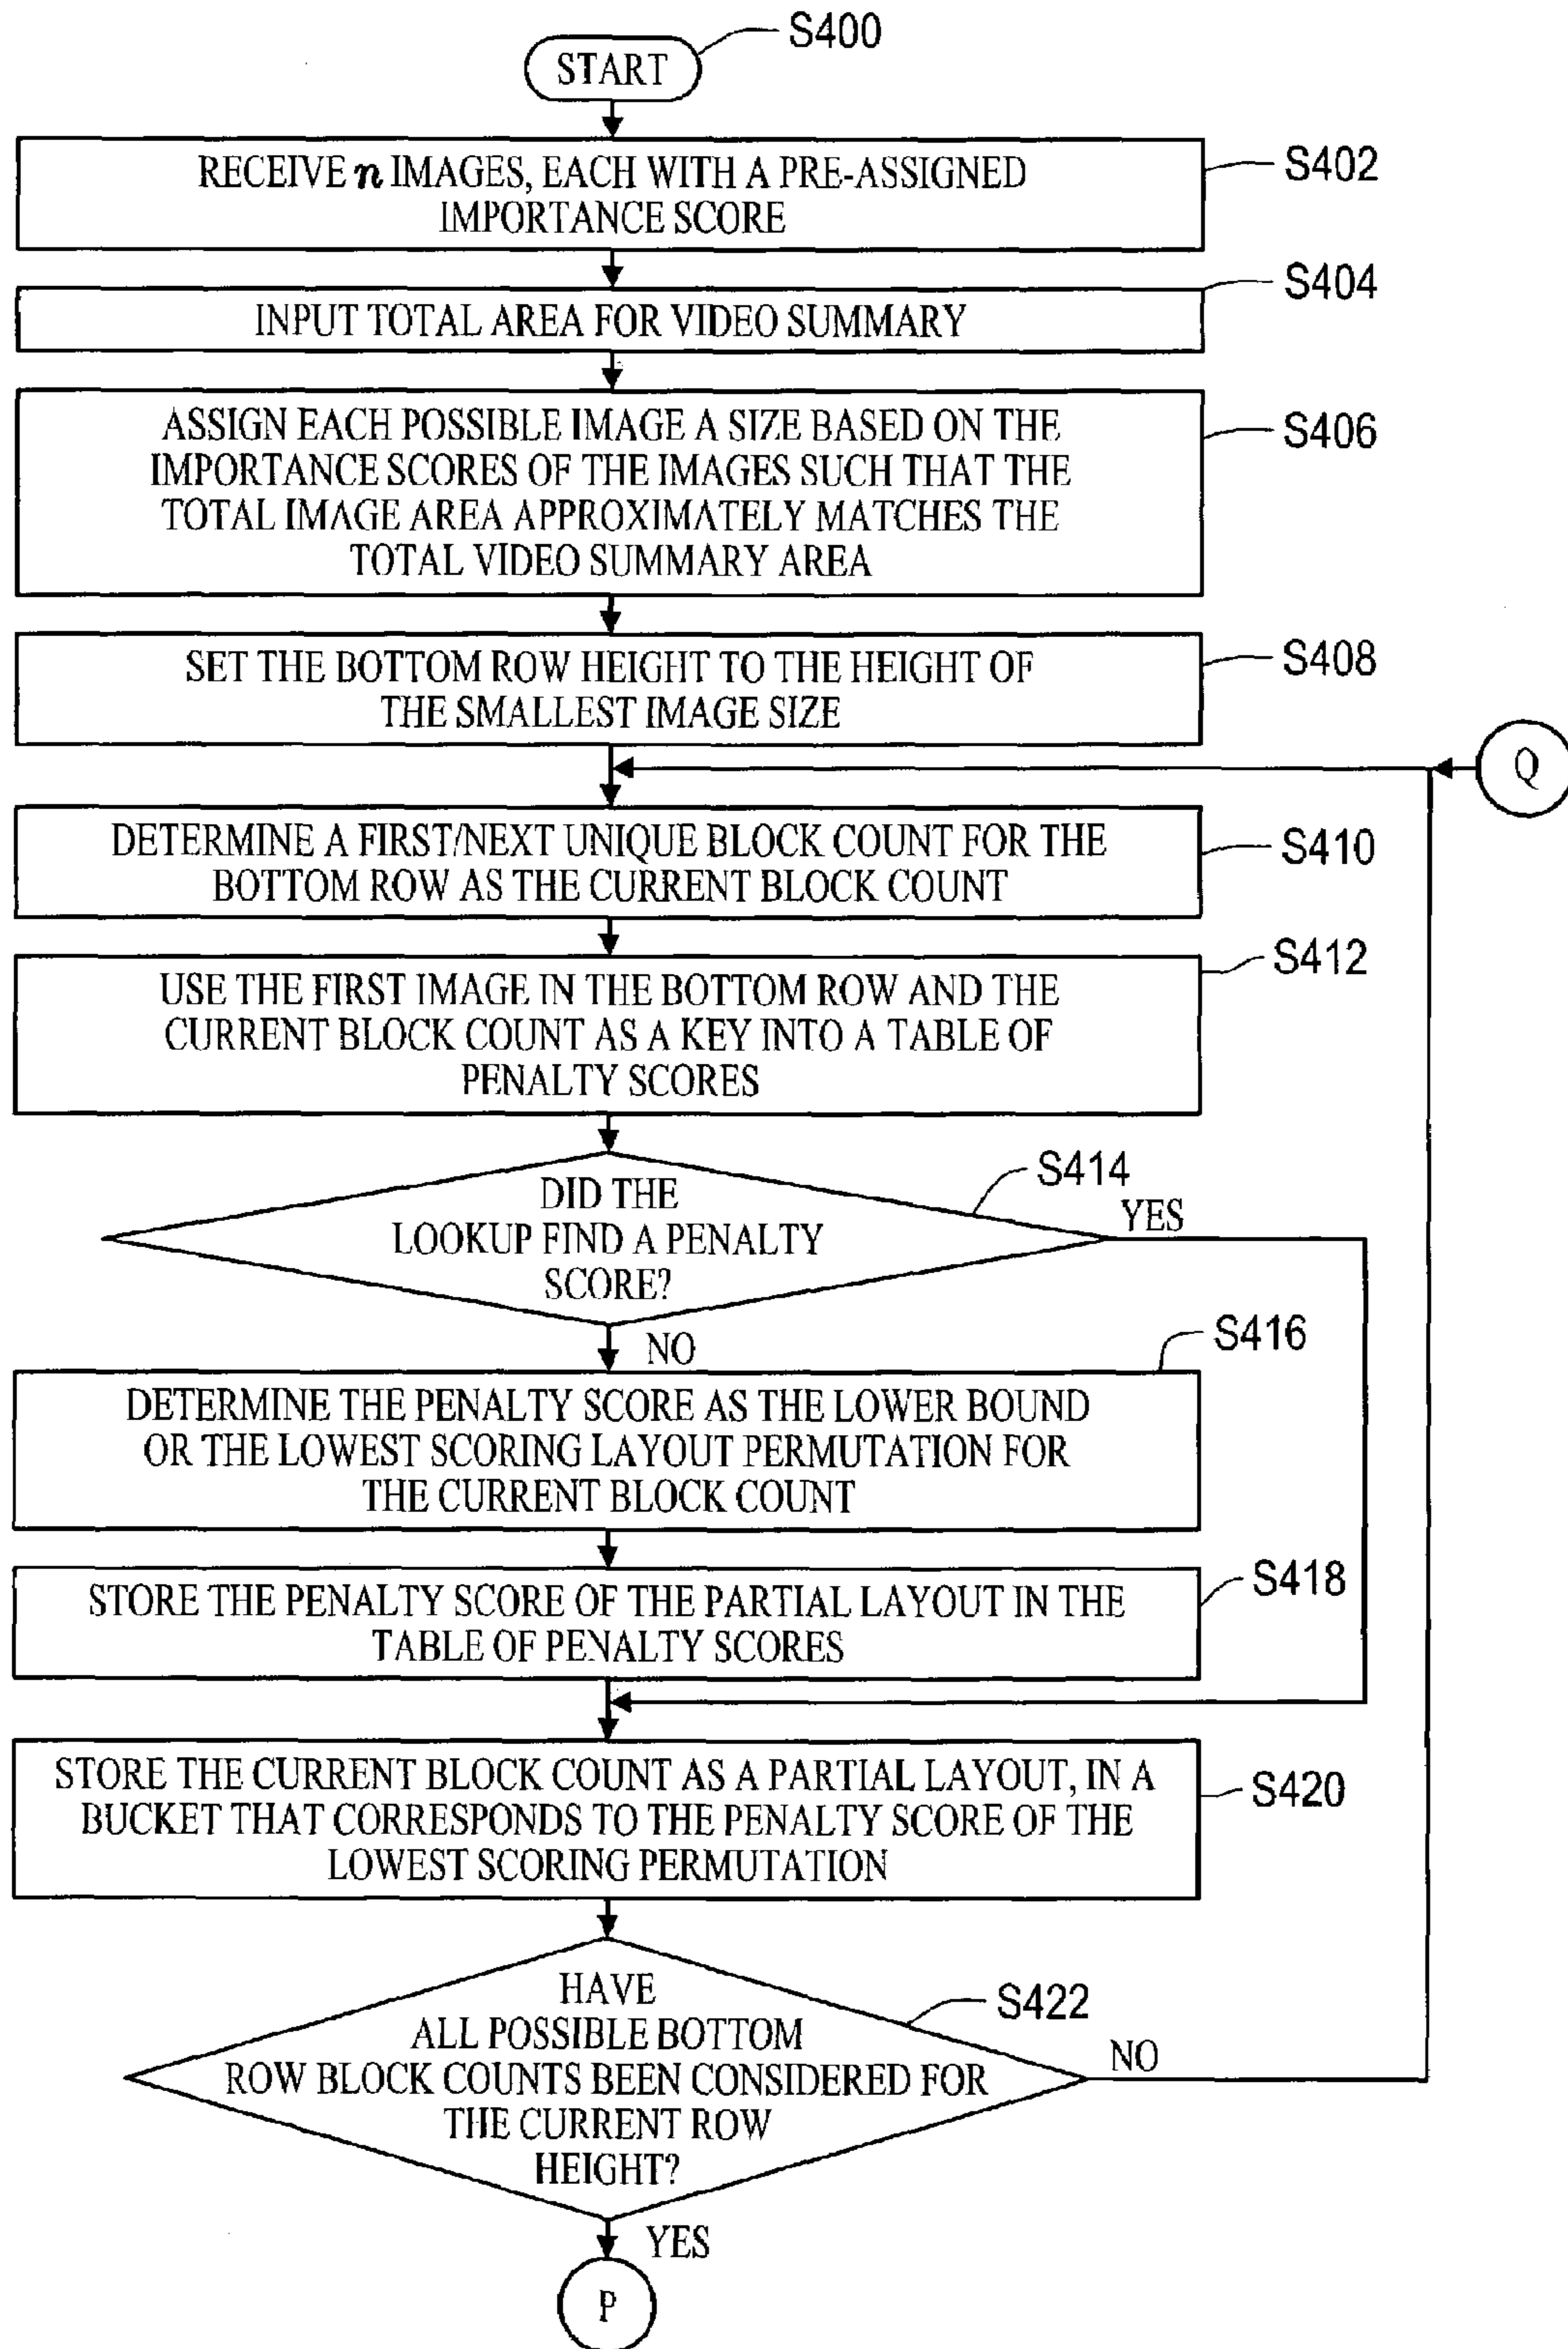 S400
START
RECEIVE n IMAGES, EACH WITH A PRE-ASSIGNED
IMPORTANCE SCORE
S402
INPUT TOTAL AREA FOR VIDEO SUMMARY
S404
ASSIGN EACH POSSIBLE IMAGE A SIZE BASED ON THE
IMPORTANCE SCORES OF THE IMAGES SUCH THAT THE
TOTAL IMAGE AREA APPROXIMATELY MATCHES THE
TOTAL VIDEO SUMMARY AREA
S406
SET THE BOTTOM ROW HEIGHT TO THE HEIGHT OF
THE SMALLEST IMAGE SIZE
S408
Q
DETERMINE A FIRST/NEXT UNIQUE BLOCK COUNT FOR THE
BOTTOM ROW AS THE CURRENT BLOCK COUNT
S410
USE THE FIRST IMAGE IN THE BOTTOM ROW AND THE
CURRENT BLOCK COUNT AS A KEY INTO A TABLE OF
PENALTY SCORES
S412
DID THE
LOOKUP FIND A PENALTY
SCORE?
S414
YES
NO
DETERMINE THE PENALTY SCORE AS THE LOWER BOUND
OR THE LOWEST SCORING LAYOUT PERMUTATION FOR
THE CURRENT BLOCK COUNT
S416
STORE THE PENALTY SCORE OF THE PARTIAL LAYOUT IN THE
TABLE OF PENALTY SCORES
S418
STORE THE CURRENT BLOCK COUNT AS A PARTIAL LAYOUT, IN A
BUCKET THAT CORRESPONDS TO THE PENALTY SCORE OF THE
LOWEST SCORING PERMUTATION
S420
HAVE
ALL POSSIBLE BOTTOM
ROW BLOCK COUNTS BEEN CONSIDERED FOR
THE CURRENT ROW
HEIGHT?
S422
NO
YES
P